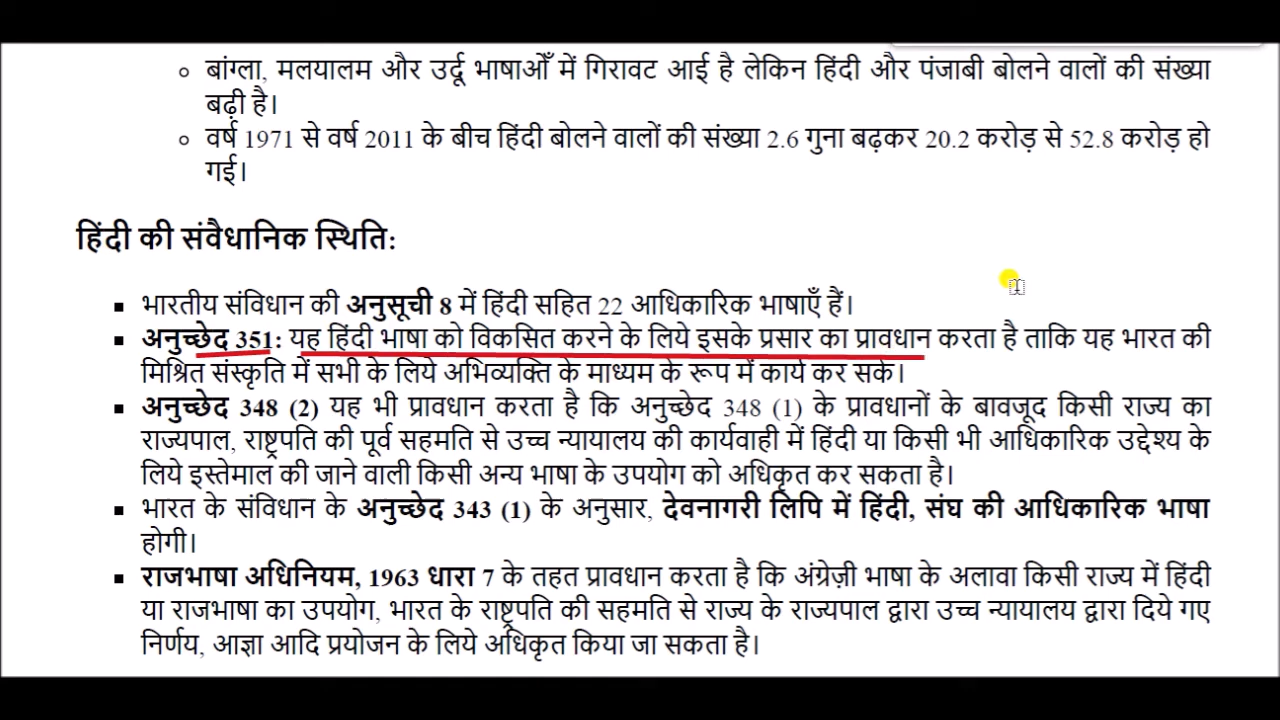 बांग्ला, मलयालम और उर्दू भाषाओँ में गिरावट आई है लेकिन हिंदी और पंजाबी बोलने वालों की संख्या
बढ़ी है।
वर्ष 1971 से वर्ष 2011 के बीच हिंदी बोलने वालों की संख्या 2.6 गुना बढ़कर 20.2 करोड़ से 52.8 करोड़ हो
गई।
हिंदी की संवैधानिक स्थिति:
भारतीय संविधान की अनुसूची 8 में हिंदी सहित 22 आधिकारिक भाषाएँ हैं।
अनुच्छेद 351: यह हिंदी भाषा को विकसित करने के लिये इसके प्रसार का प्रावधान करता है ताकि यह भारत की
मिश्रित संस्कृति में सभी के लिये अभिव्यक्ति के माध्यम के रूप में कार्य कर सके।
अनुच्छेद 348 (2) यह भी प्रावधान करता है कि अनुच्छेद 348 (1) के प्रावधानों के बावजूद किसी राज्य का
राज्यपाल, राष्ट्रपति की पूर्व सहमति से उच्च न्यायालय की कार्यवाही में हिंदी या किसी भी आधिकारिक उद्देश्य के
लिये इस्तेमाल की जाने वाली किसी अन्य भाषा के उपयोग को अधिकृत कर सकता है।
भारत के संविधान के अनुच्छेद 343 (1) के अनुसार, देवनागरी लिपि में हिंदी, संघ की आधिकारिक भाषा
होगी।
राजभाषा अधिनियम, 1963 धारा 7 के तहत प्रावधान करता है कि अंग्रेज़ी भाषा के अलावा किसी राज्य में हिंदी
या राजभाषा का उपयोग, भारत के राष्ट्रपति की सहमति से राज्य के राज्यपाल द्वारा उच्च न्यायालय द्वारा दिये गए
निर्णय, आज्ञा आदि प्रयोजन के लिये अधिकृत किया जा सकता है।